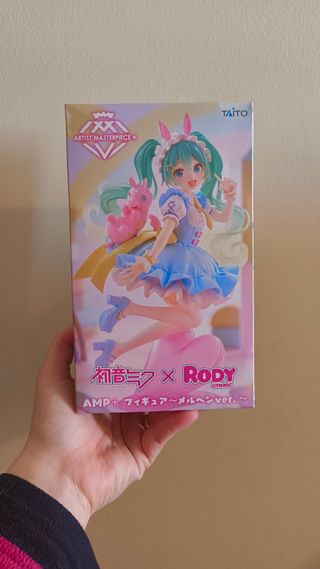 ARTIST MASTERPIECE+
TAITO
初音ミク × RODY
GYMNIC
AMP+ フィギュア～メルヘンver.～